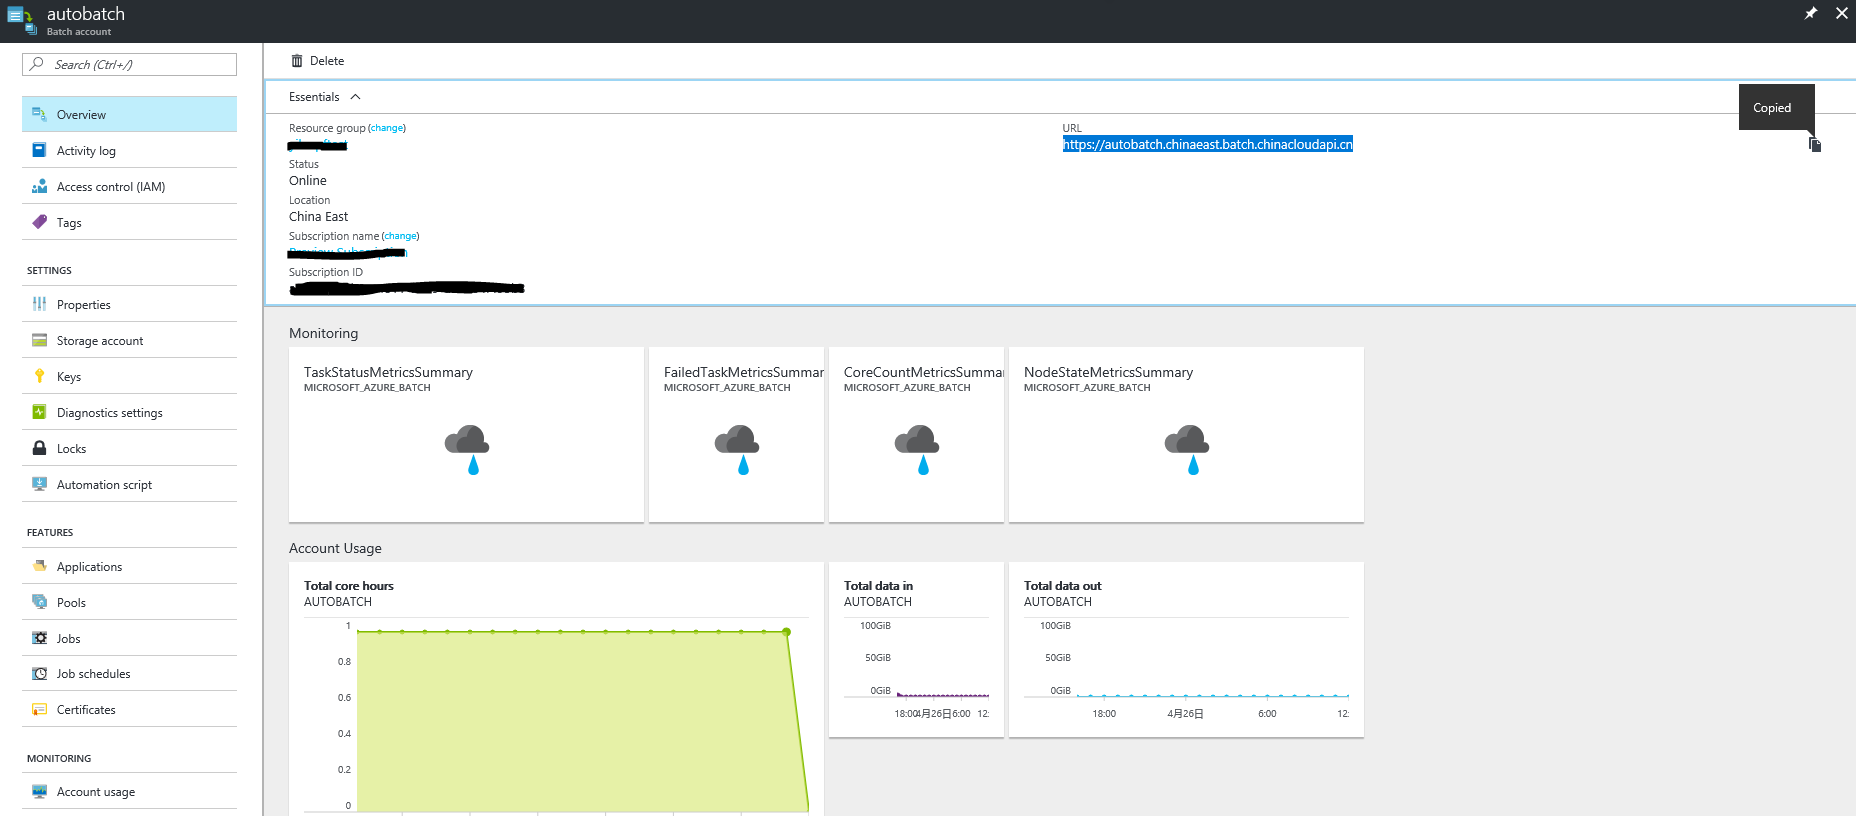 autobatch
Batch account
Search (Ctrl+/)
Overview
Activity log
Access control (IAM)
Tags
SETTINGS
Properties
Storage account
Keys
Diagnostics settings
Locks
Automation script
FEATURES
Applications
Pools
Jobs
Job schedules
Certificates
MONITORING
Account usage
Delete
Essentials
Copied
Resource group (change)
Status
Online
Location
China East
Subscription name (change)
Subscription ID
URL
https://autobatch.chinaeast.batch.chinacloudapi.cn
Monitoring
TaskStatusMetricsSummary
MICROSOFT_AZURE_BATCH
FailedTaskMetricsSummar
MICROSOFT_AZURE_BATCH
CoreCountMetricsSummar
MICROSOFT_AZURE_BATCH
NodeStateMetricsSummary
MICROSOFT_AZURE_BATCH
Account Usage
Total core hours
AUTOBATCH
1
0.8
0.6
0.4
0.2
0
Total data in
AUTOBATCH
100GiB
50GiB
0GiB
18:00 4月26日 6:00 12:
Total data out
AUTOBATCH
100GiB
50GiB
0GiB
18:00 4月26日 6:00 12: